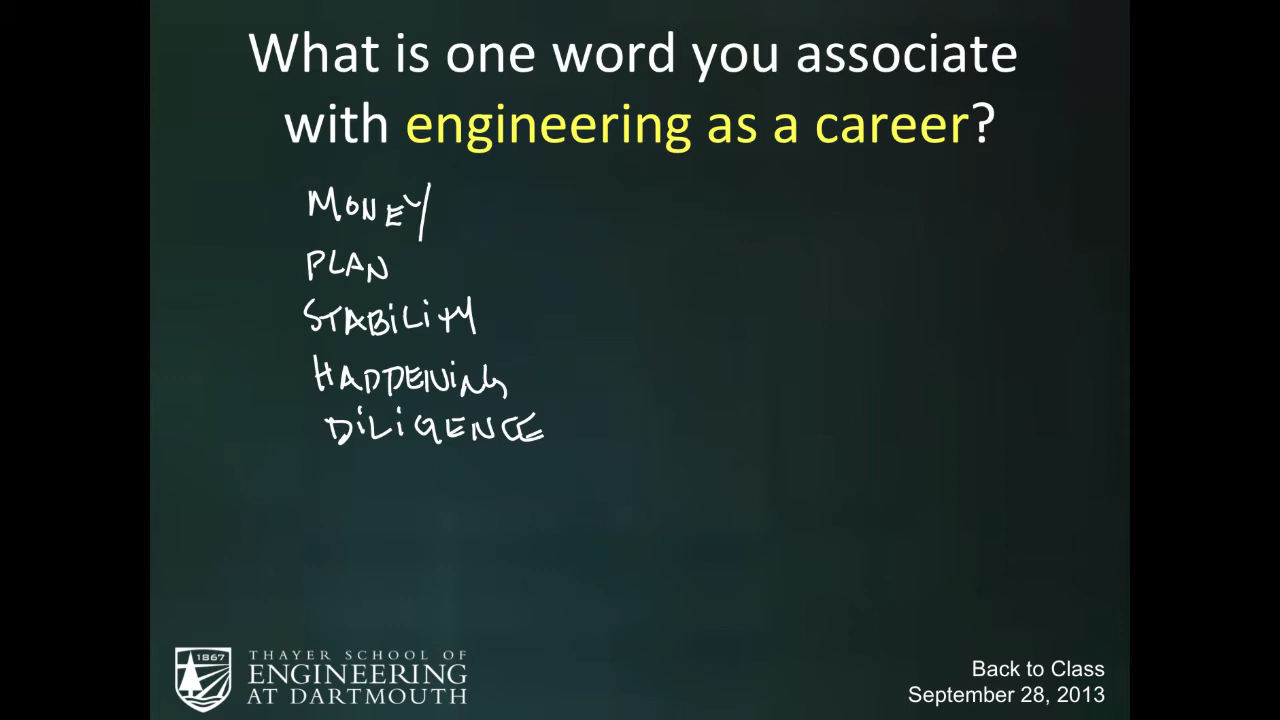 What is one word you associate
with engineering as a career?
MONEY
PLAN
STABiLiTY
HAPPENiNG
DiLiGENCE
1867
THAYER SCHOOL OF
ENGINEERING
AT DARTMOUTH
Back to Class
September 28, 2013